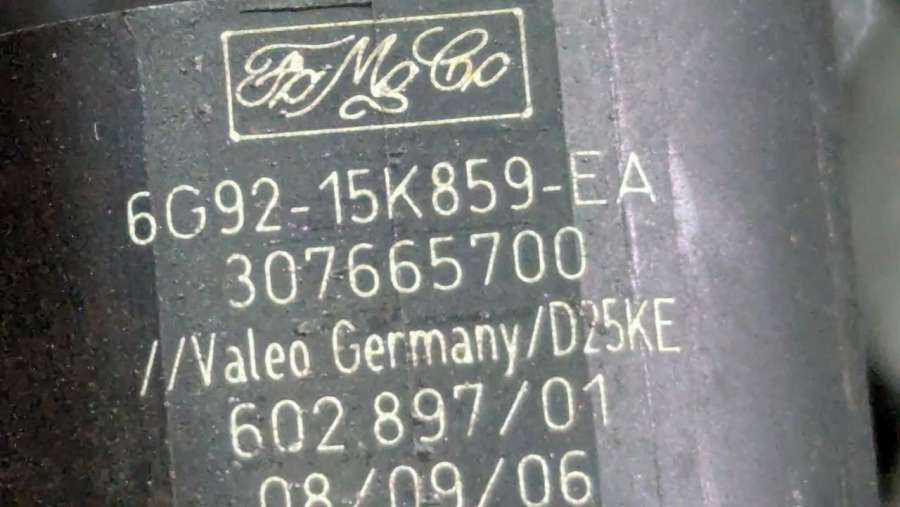 FoMoCo
6G92-15K859-EA
307665700
//Valeo Germany/D25KE
602 897/01
08/09/06